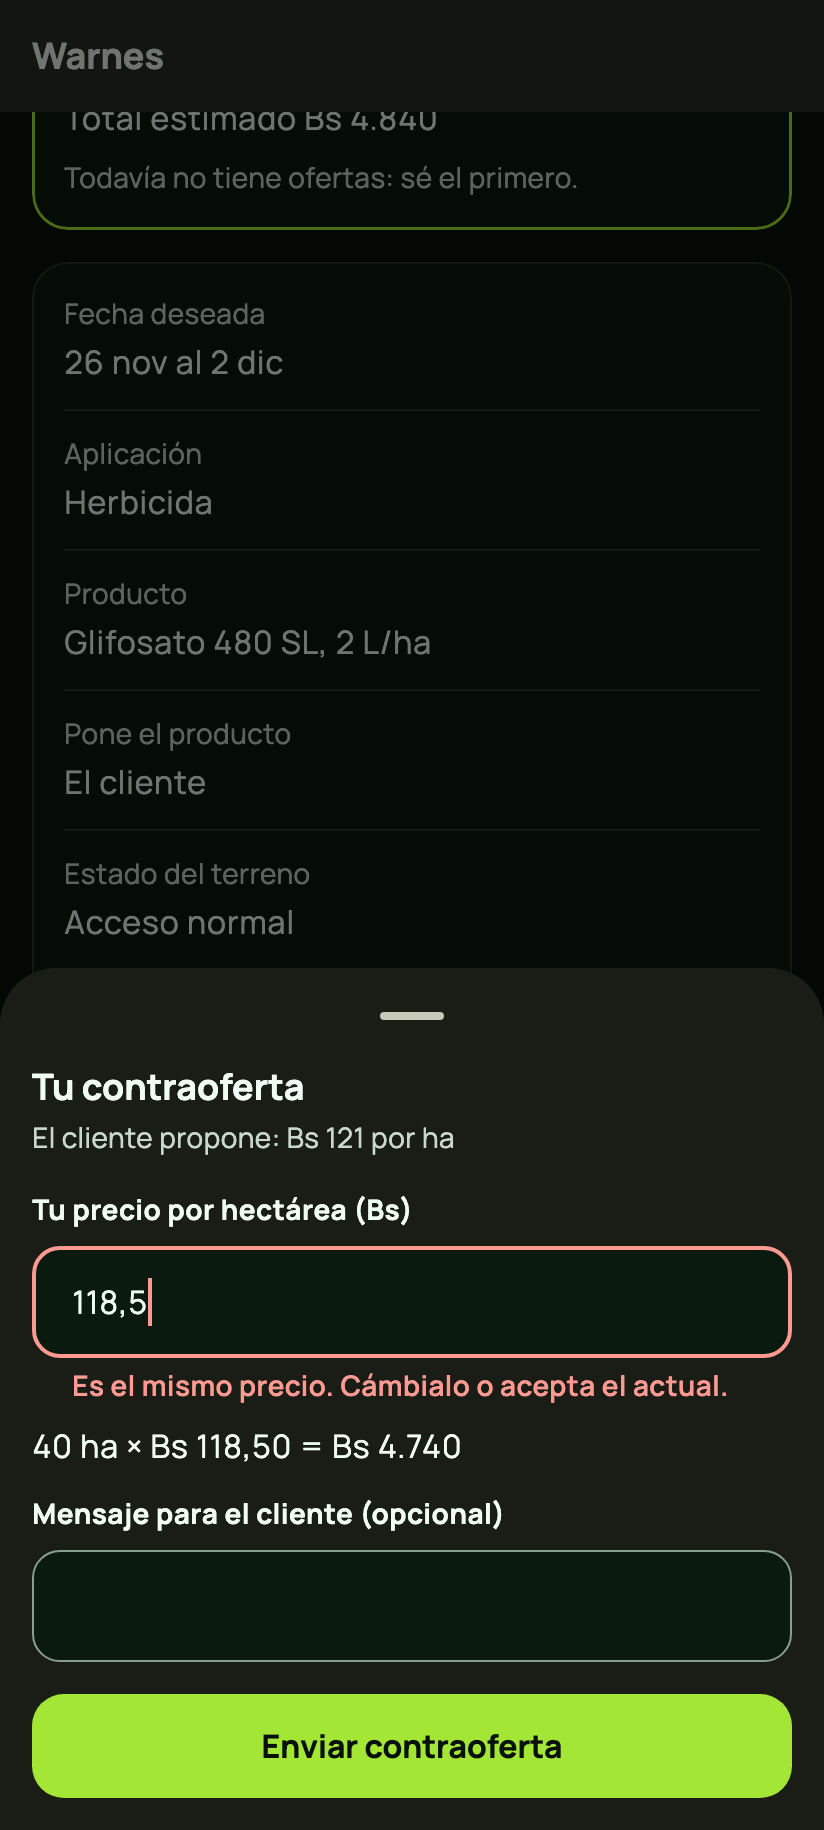 Warnes
Total estimado Bs 4.840
Todavía no tiene ofertas: sé el primero.
Fecha deseada
26 nov al 2 dic
Aplicación
Herbicida
Producto
Glifosato 480 SL, 2 L/ha
Pone el producto
El cliente
Estado del terreno
Acceso normal
Tu contraoferta
El cliente propone: Bs 121 por ha
Tu precio por hectárea (Bs)
118,5
Es el mismo precio. Cámbialo o acepta el actual.
40 ha × Bs 118,50 = Bs 4.740
Mensaje para el cliente (opcional)
Enviar contraoferta